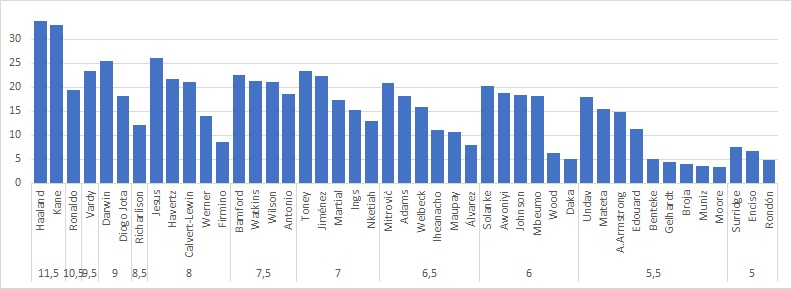 30
25
20
15
10
5
0
Haaland
Kane
Ronaldo
Vardy
Darwin
Diogo Jota
Richarlison
Jesus
Havertz
Calvert-Lewin
Werner
Firmino
Bamford
Watkins
Wilson
Antonio
Toney
Jiménez
Martial
Ings
Nketiah
Mitrović
Adams
Welbeck
Iheanacho
Maupay
Álvarez
Solanke
Awoniyi
Johnson
Mbeumo
Wood
Daka
Undav
Mateta
A.Armstrong
Edouard
Benteke
Gelhardt
Broja
Muniz
Moore
Surridge
Enciso
Rondón
11,5 10,5 9,5 9 8,5 8 7,5 7 6,5 6 5,5 5